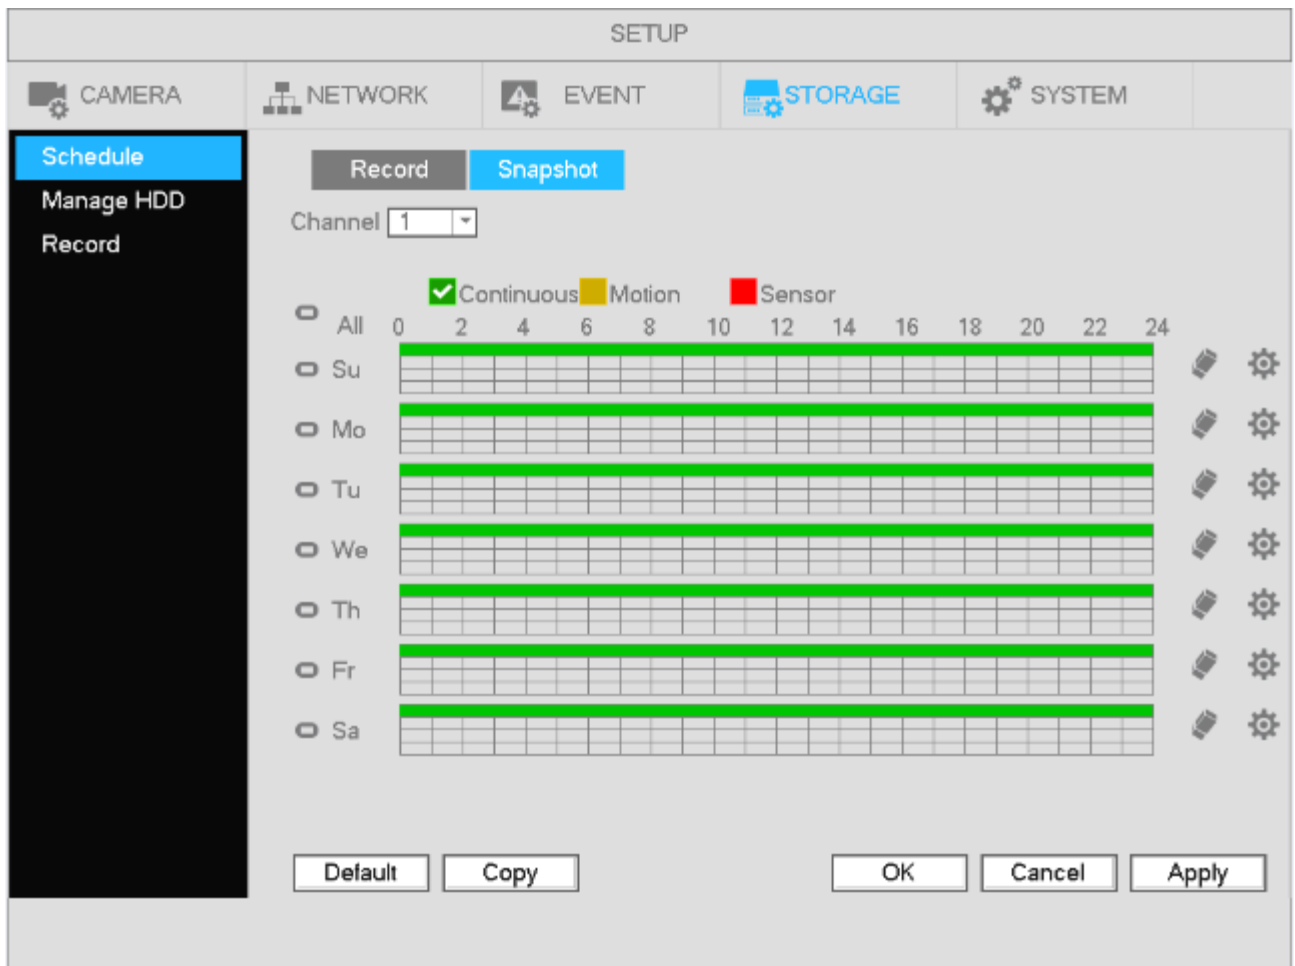 SETUP
CAMERA NETWORK EVENT STORAGE SYSTEM
Schedule
Manage HDD
Record
Record Snapshot
Channel 1
Continuous Motion Sensor
All 0 2 4 6 8 10 12 14 16 18 20 22 24
Su
Mo
Tu
We
Th
Fr
Sa
Default Copy OK Cancel Apply